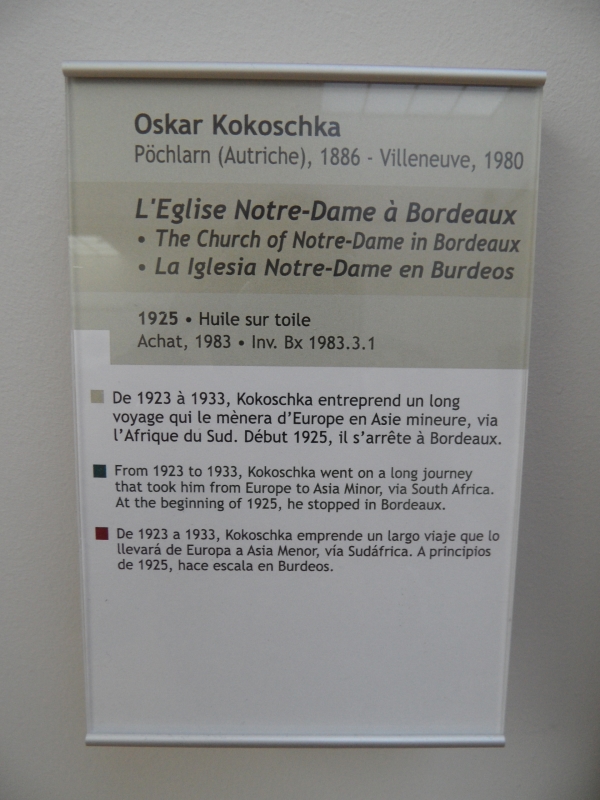 Oskar Kokoschka
Pöchlarn (Autriche), 1886 - Villeneuve, 1980
L'Eglise Notre-Dame à Bordeaux
• The Church of Notre-Dame in Bordeaux
• La Iglesia Notre-Dame en Burdeos
1925 • Huile sur toile
Achat, 1983 • Inv. Bx 1983.3.1
De 1923 à 1933, Kokoschka entreprend un long
voyage qui le mènera d'Europe en Asie mineure, via
l'Afrique du Sud. Début 1925, il s'arrête à Bordeaux.
From 1923 to 1933, Kokoschka went on a long journey
that took him from Europe to Asia Minor, via South Africa.
At the beginning of 1925, he stopped in Bordeaux.
De 1923 a 1933, Kokoschka emprende un largo viaje que lo
llevará de Europa a Asia Menor, vía Sudáfrica. A principios
de 1925, hace escala en Burdeos.